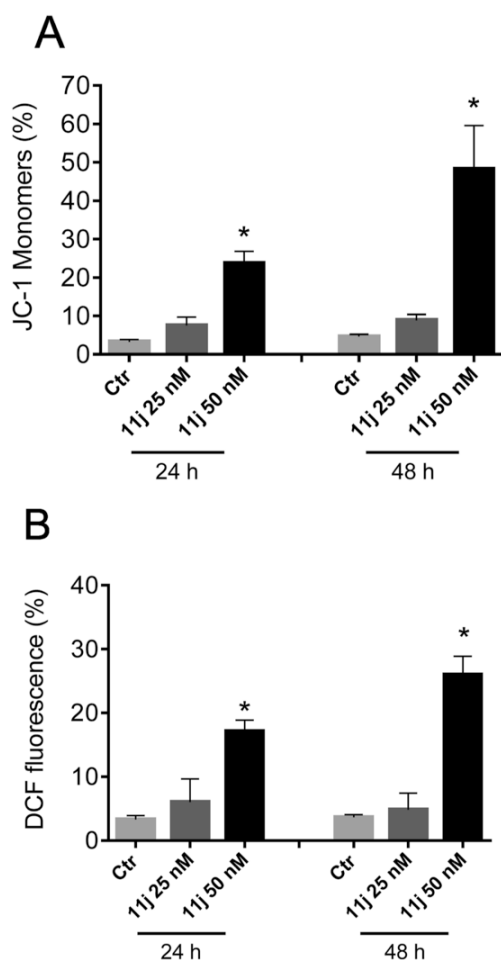 A
JC-1 Monomers (%)
70
60
50
40
30
20
10
0
*
*
Ctr
11j 25 nM
11j 50 nM
Ctr
11j 25 nM
11j 50 nM
24 h
48 h
B
DCF fluorescence (%)
40
30
20
10
0
*
*
Ctr
11j 25 nM
11j 50 nM
Ctr
11j 25 nM
11j 50 nM
24 h
48 h